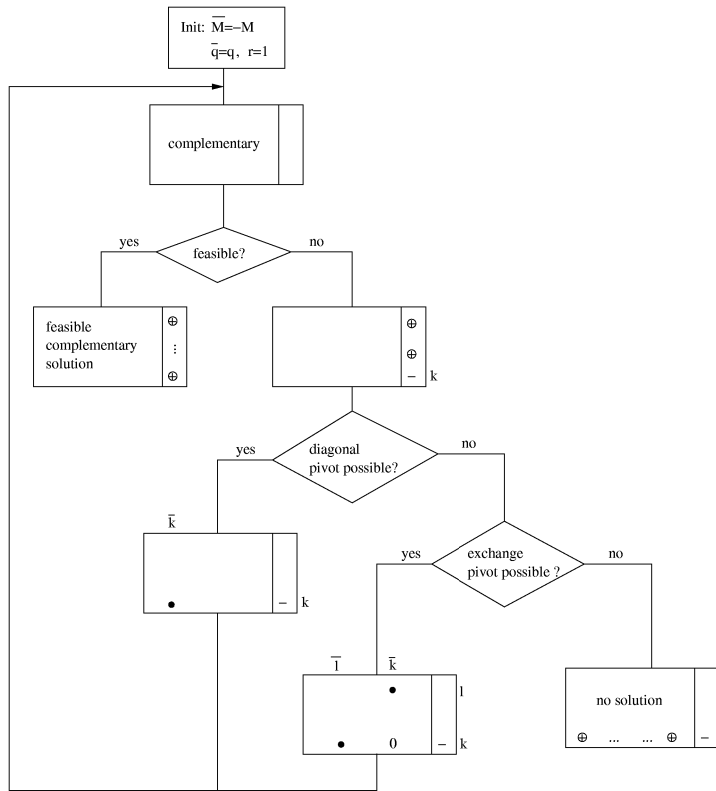 Init: M̅=−M
q̅=q, r=1
complementary
yes
feasible?
no
feasible
complementary
solution
⊕
⋮
⊕
⊕
⊕
− k
yes
diagonal
pivot possible?
no
k̅
● − k
yes
exchange
pivot possible ?
no
l̅ k̅
● l
● 0 − k
no solution
⊕ ... ... ⊕ −